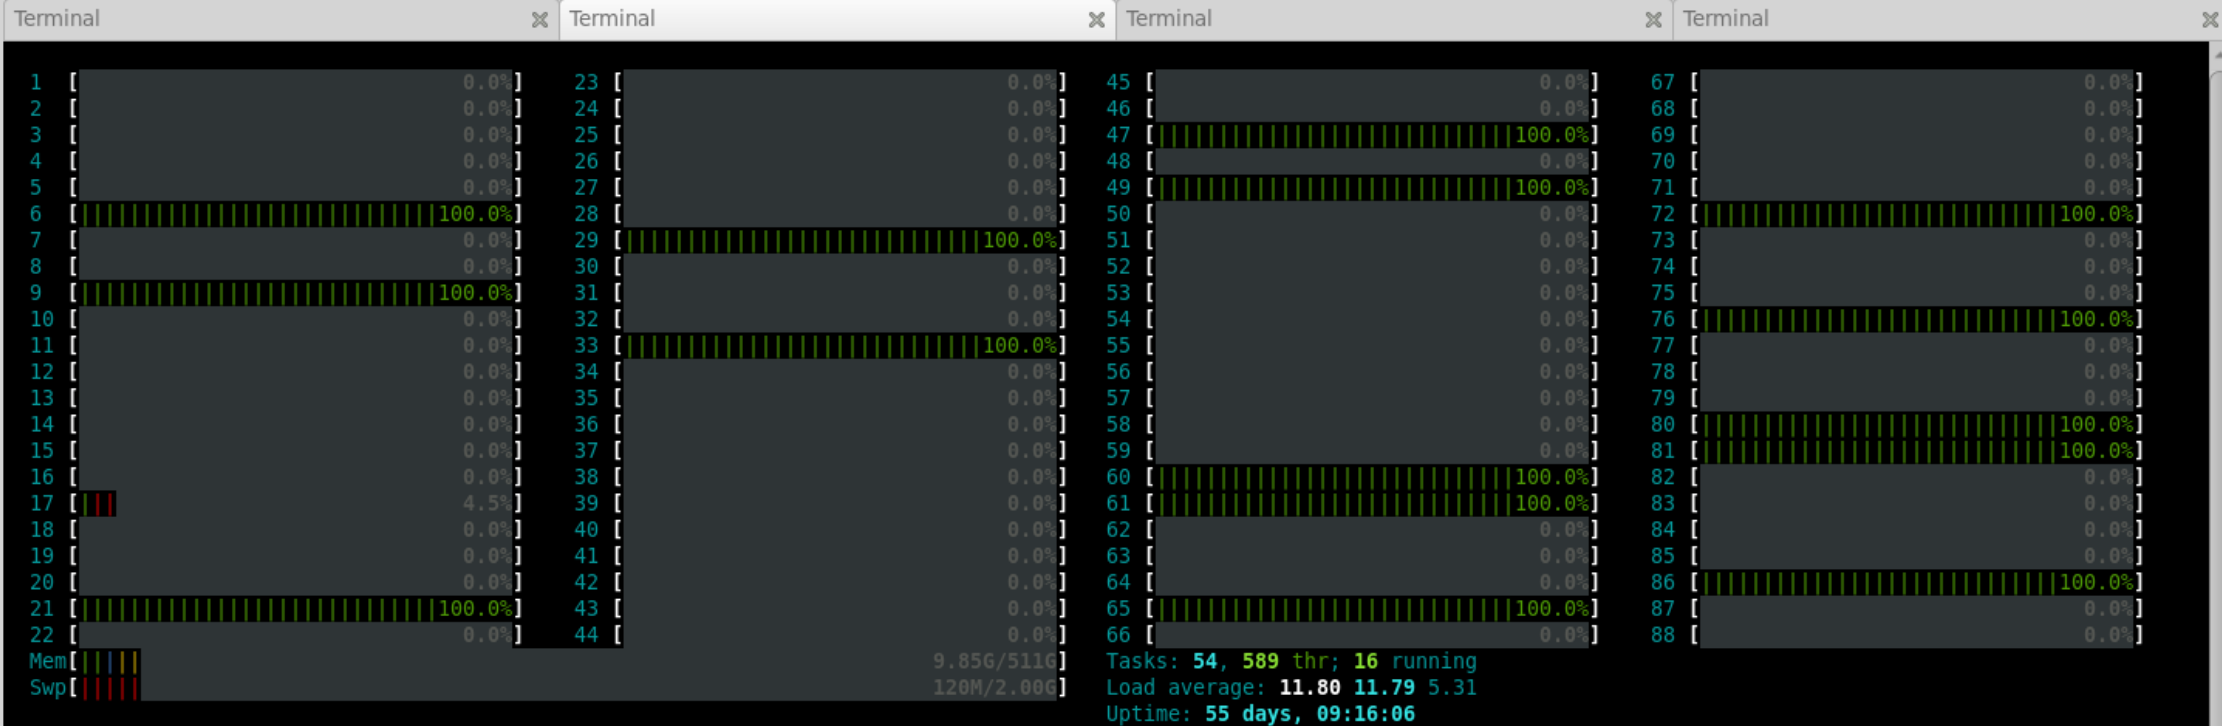 Terminal Terminal Terminal Terminal
1 [0.0%] 23 [0.0%] 45 [0.0%] 67 [0.0%]
2 [0.0%] 24 [0.0%] 46 [0.0%] 68 [0.0%]
3 [0.0%] 25 [0.0%] 47 [||||||||||||||||||||||||||||||100.0%] 69 [0.0%]
4 [0.0%] 26 [0.0%] 48 [0.0%] 70 [0.0%]
5 [0.0%] 27 [0.0%] 49 [||||||||||||||||||||||||||||||100.0%] 71 [0.0%]
6 [||||||||||||||||||||||||||||||100.0%] 28 [0.0%] 50 [0.0%] 72 [||||||||||||||||||||||||||||||100.0%]
7 [0.0%] 29 [||||||||||||||||||||||||||||||100.0%] 51 [0.0%] 73 [0.0%]
8 [0.0%] 30 [0.0%] 52 [0.0%] 74 [0.0%]
9 [||||||||||||||||||||||||||||||100.0%] 31 [0.0%] 53 [0.0%] 75 [0.0%]
10 [0.0%] 32 [0.0%] 54 [0.0%] 76 [||||||||||||||||||||||||||||||100.0%]
11 [0.0%] 33 [||||||||||||||||||||||||||||||100.0%] 55 [0.0%] 77 [0.0%]
12 [0.0%] 34 [0.0%] 56 [0.0%] 78 [0.0%]
13 [0.0%] 35 [0.0%] 57 [0.0%] 79 [0.0%]
14 [0.0%] 36 [0.0%] 58 [0.0%] 80 [||||||||||||||||||||||||||||||100.0%]
15 [0.0%] 37 [0.0%] 59 [0.0%] 81 [||||||||||||||||||||||||||||||100.0%]
16 [0.0%] 38 [0.0%] 60 [||||||||||||||||||||||||||||||100.0%] 82 [0.0%]
17 [||| 4.5%] 39 [0.0%] 61 [||||||||||||||||||||||||||||||100.0%] 83 [0.0%]
18 [0.0%] 40 [0.0%] 62 [0.0%] 84 [0.0%]
19 [0.0%] 41 [0.0%] 63 [0.0%] 85 [0.0%]
20 [0.0%] 42 [0.0%] 64 [0.0%] 86 [||||||||||||||||||||||||||||||100.0%]
21 [||||||||||||||||||||||||||||||100.0%] 43 [0.0%] 65 [||||||||||||||||||||||||||||||100.0%] 87 [0.0%]
22 [0.0%] 44 [0.0%] 66 [0.0%] 88 [0.0%]
Mem[||||| 9.85G/511G] Tasks: 54, 589 thr; 16 running
Swp[||||| 120M/2.00G] Load average: 11.80 11.79 5.31
Uptime: 55 days, 09:16:06